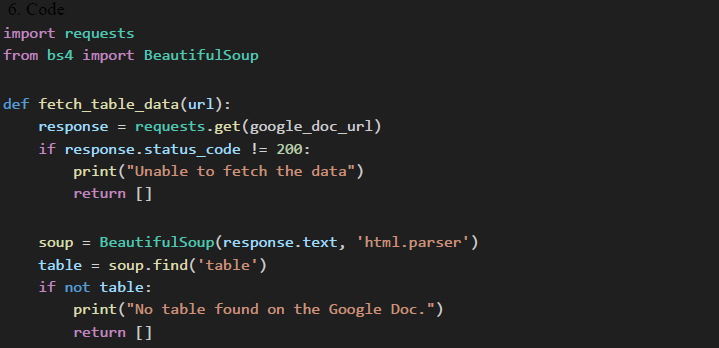 6. Code
import requests
from bs4 import BeautifulSoup
def fetch_table_data(url):
    response = requests.get(google_doc_url)
    if response.status_code != 200:
        print("Unable to fetch the data")
        return []
    soup = BeautifulSoup(response.text, 'html.parser')
    table = soup.find('table')
    if not table:
        print("No table found on the Google Doc.")
        return []